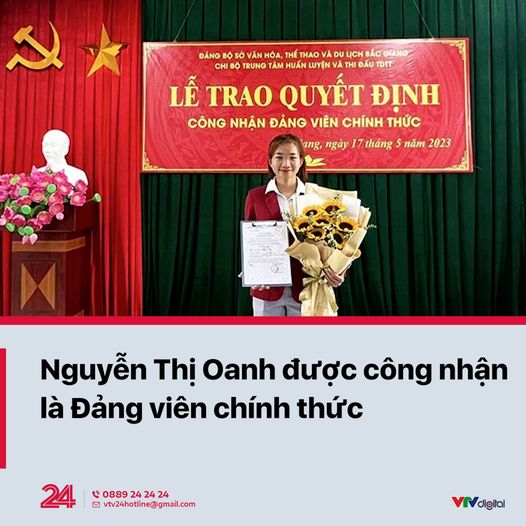 ĐẢNG BỘ SỞ VĂN HÓA, THỂ THAO VÀ DU LỊCH BẮC GIANG
CHI BỘ TRUNG TÂM HUẤN LUYỆN VÀ THI ĐẤU TDTT
LỄ TRAO QUYẾT ĐỊNH
CÔNG NHẬN ĐẢNG VIÊN CHÍNH THỨC
ang, ngày 17 tháng 5 năm 2023
Nguyễn Thị Oanh được công nhận
là Đảng viên chính thức
24
0889 24 24 24
vtv24hotline@gmail.com
VTV digital